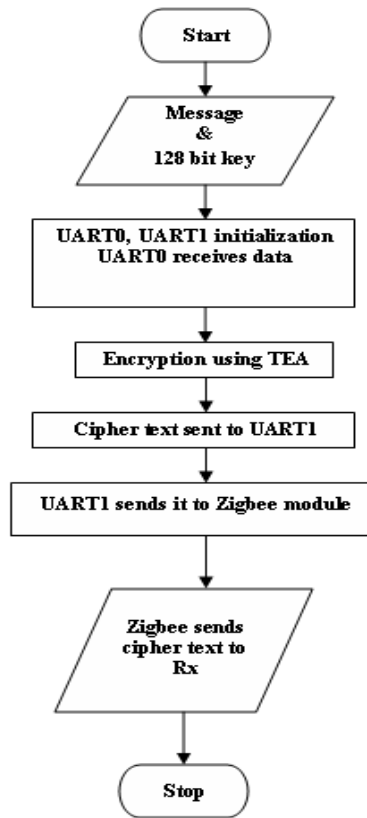 Start
Message
&
128 bit key
UART0, UART1 initialization
UART0 receives data
Encryption using TEA
Cipher text sent to UART1
UART1 sends it to Zigbee module
Zigbee sends
cipher text to
Rx
Stop